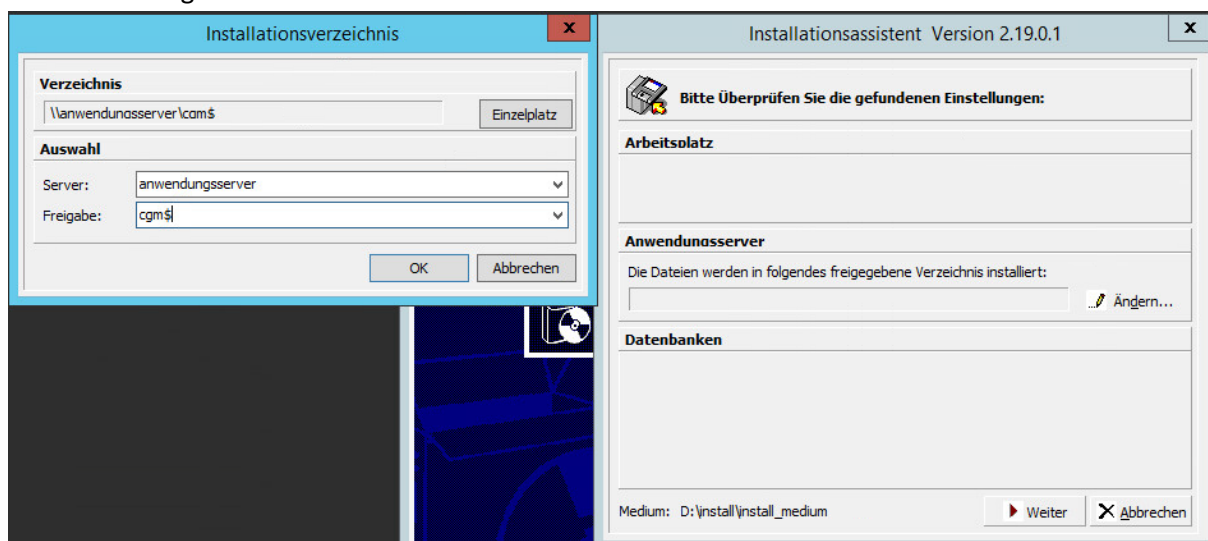 Installationsverzeichnis
Verzeichnis
\\anwendungsserver\cgm$
Einzelplatz
Auswahl
Server: anwendungsserver
Freigabe: cgm$
OK Abbrechen
Installationsassistent Version 2.19.0.1
Bitte Überprüfen Sie die gefundenen Einstellungen:
Arbeitsplatz
Anwendungsserver
Die Dateien werden in folgendes freigegebene Verzeichnis installiert:
Ändern...
Datenbanken
Medium: D:\install\install_medium
Weiter Abbrechen